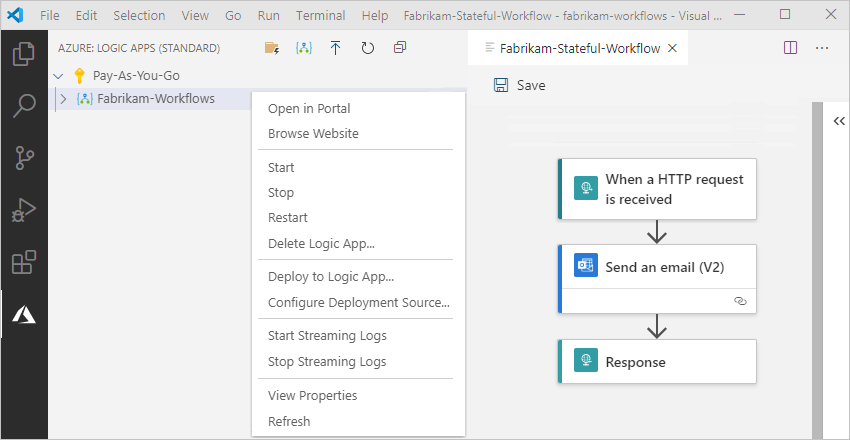 File Edit Selection View Go Run Terminal Help Fabrikam-Stateful-Workflow - fabrikam-workflows - Visual ...
AZURE: LOGIC APPS (STANDARD)
Pay-As-You-Go
Fabrikam-Workflows
Open in Portal
Browse Website
Start
Stop
Restart
Delete Logic App...
Deploy to Logic App...
Configure Deployment Source...
Start Streaming Logs
Stop Streaming Logs
View Properties
Refresh
Fabrikam-Stateful-Workflow
Save
When a HTTP request
is received
Send an email (V2)
Response